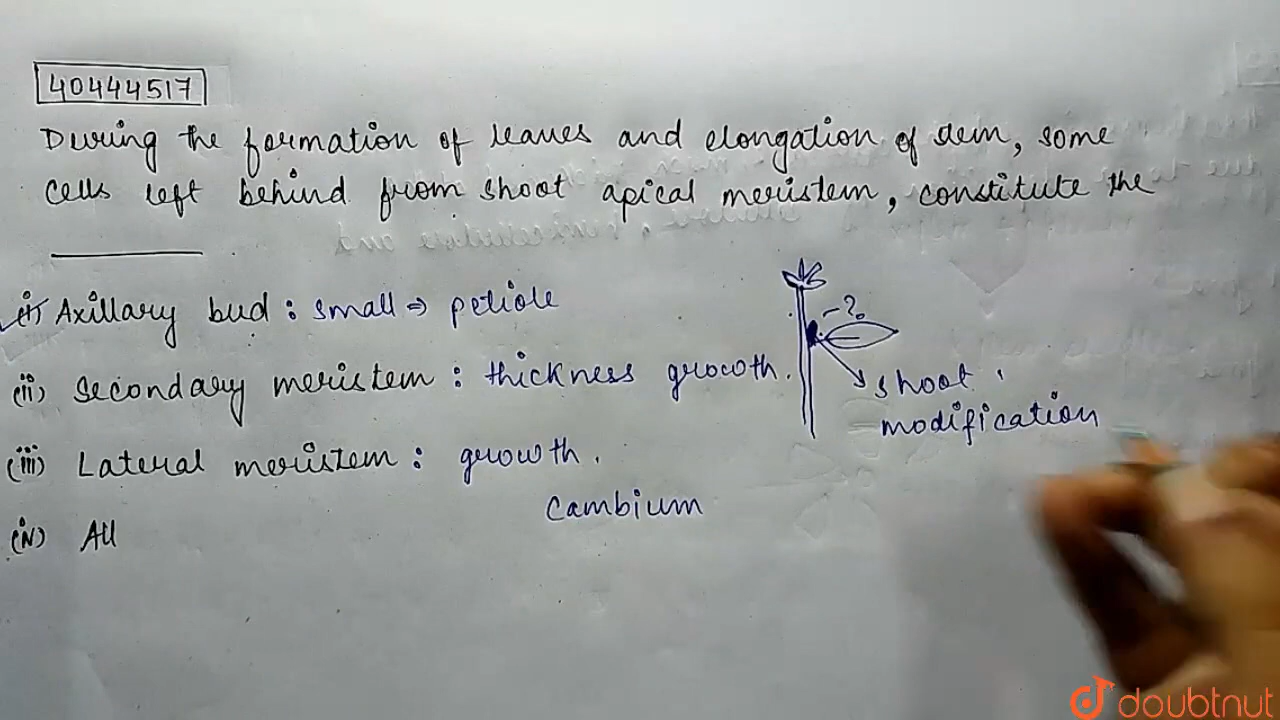 40444517
During the formation of leaves and elongation of stem, some
cells left behind from shoot apical meristem, constitute the
(i) Axillary bud : small ⇒ petiole
-?
(ii) Secondary meristem : thickness growth.
shoot
modification
(iii) Lateral meristem : growth.
Cambium
(iv) All
doubtnut